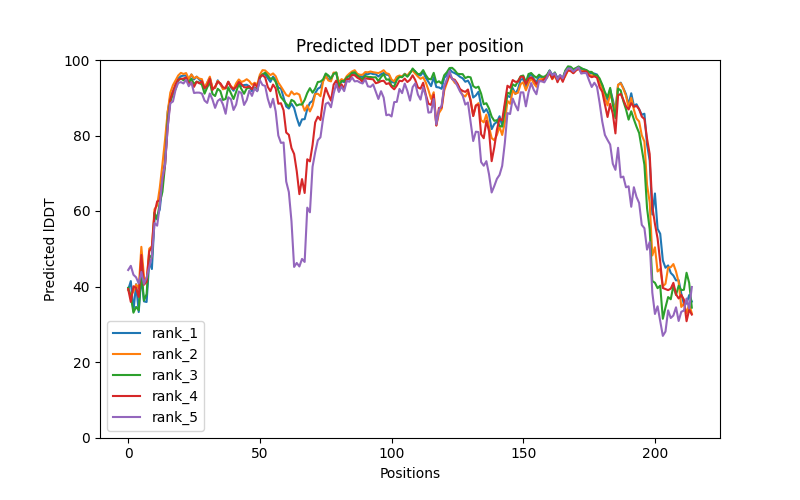 Predicted lDDT per position
Predicted lDDT
100
80
60
40
20
0
rank_1
rank_2
rank_3
rank_4
rank_5
0 50 100 150 200
Positions